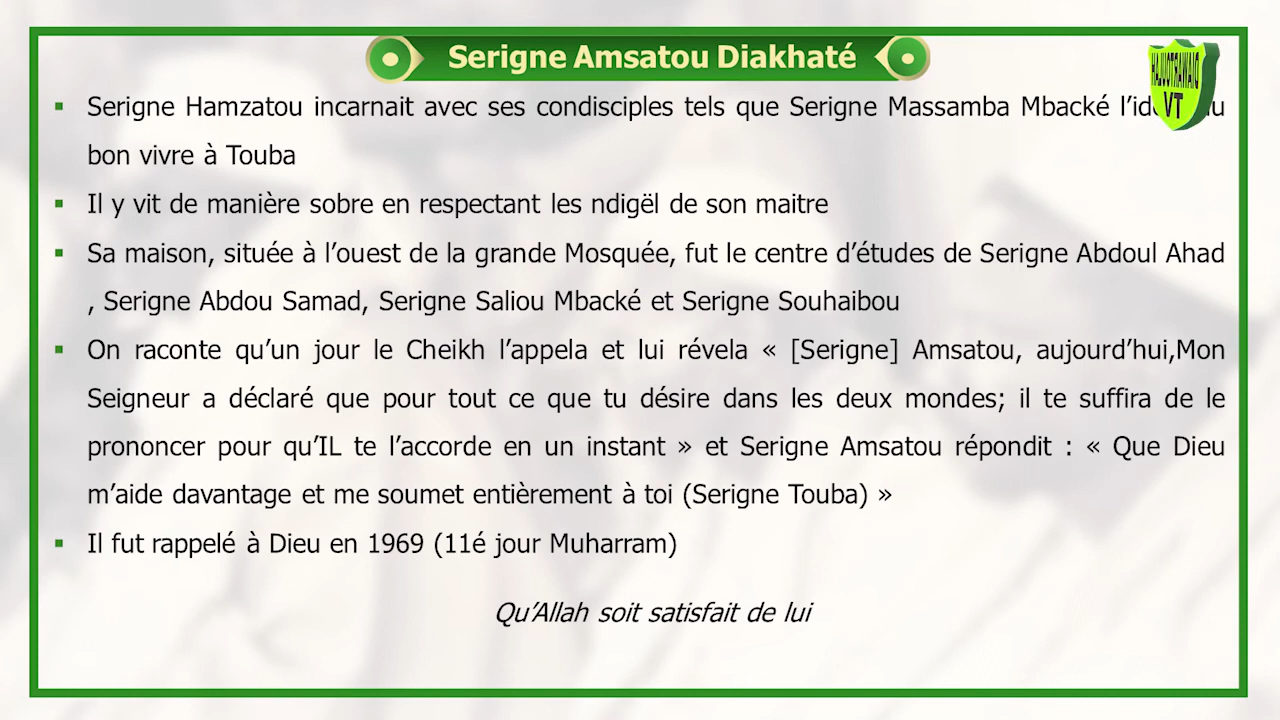 Serigne Amsatou Diakhaté
▪ Serigne Hamzatou incarnait avec ses condisciples tels que Serigne Massamba Mbacké
bon vivre à Touba
▪ Il y vit de manière sobre en respectant les ndigël de son maitre
▪ Sa maison, située à l’ouest de la grande Mosquée, fut le centre d’études de Serigne Abdoul Ahad
, Serigne Abdou Samad, Serigne Saliou Mbacké et Serigne Souhaibou
▪ On raconte qu’un jour le Cheikh l’appela et lui révela « [Serigne] Amsatou, aujourd’hui,Mon
Seigneur a déclaré que pour tout ce que tu désire dans les deux mondes; il te suffira de le
prononcer pour qu’IL te l’accorde en un instant » et Serigne Amsatou répondit : « Que Dieu
m’aide davantage et me soumet entièrement à toi (Serigne Touba) »
▪ Il fut rappelé à Dieu en 1969 (11é jour Muharram)
Qu’Allah soit satisfait de lui
VT